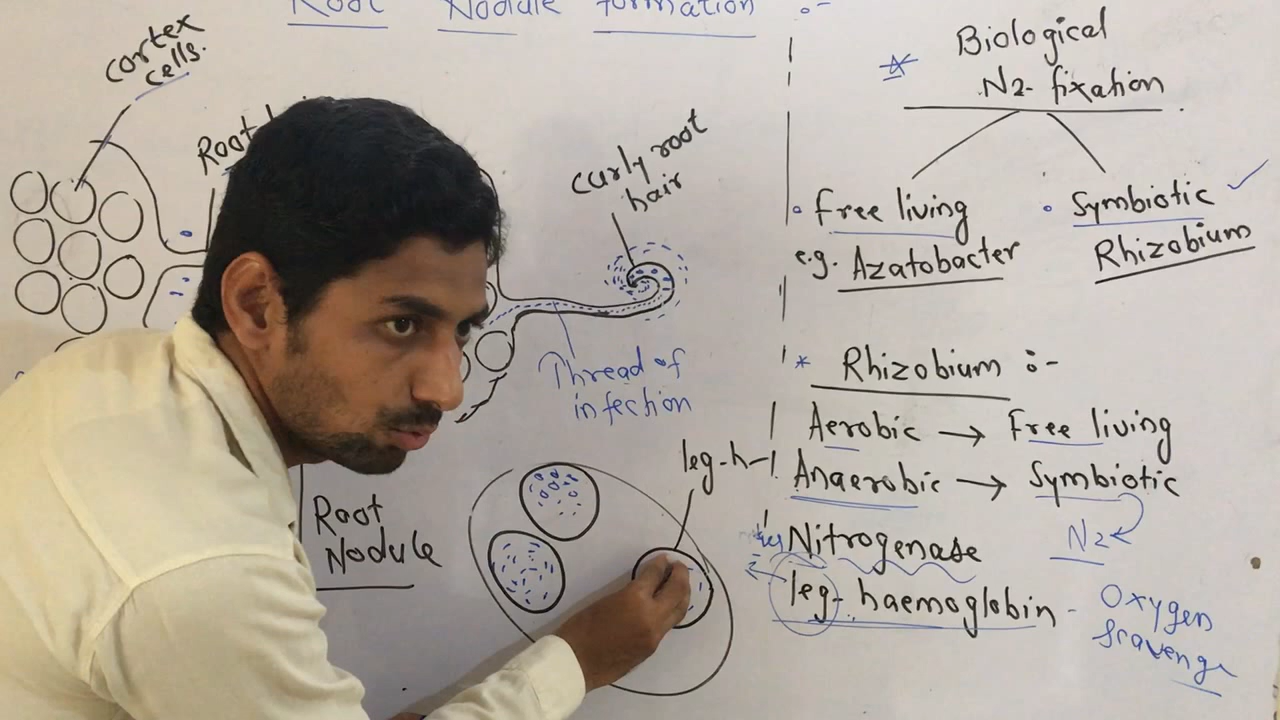 Root Nodule formation :-
cortex
cells.
Root
curly root
hair
Thread of
infection
leg-h-
Root
Nodule
* Biological
N2- fixation
• free living
e.g. Azatobacter
• Symbiotic
Rhizobium
* Rhizobium :-
Aerobic → Free living
Anaerobic → Symbiotic
N2
Nitrogenase
leg-haemoglobin -
Oxygen